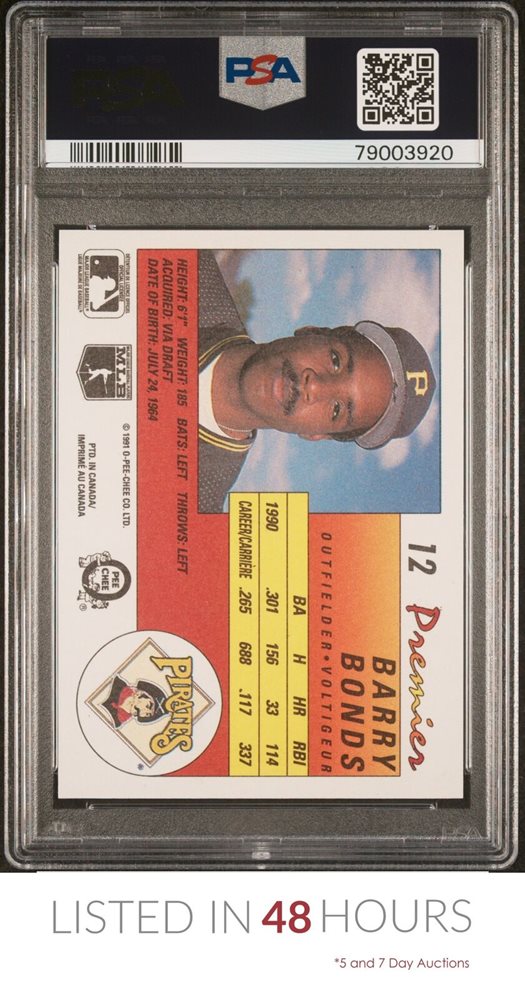 PSA
79003920
12 Premier
BARRY
BONDS
OUTFIELDER • VOLTIGEUR
BA H HR RBI
1990 .301 156 33 114
CAREER/CARRIÈRE .265 688 .117 337
HEIGHT: 6'1" WEIGHT: 185 BATS: LEFT THROWS: LEFT
ACQUIRED: VIA DRAFT
DATE OF BIRTH: JULY 24, 1964
P
PIRATES
MLB
© 1991 O-PEE-CHEE CO. LTD.
PTD. IN CANADA/
IMPRIMÉ AU CANADA
O
PEE
CHEE
®
PSA
LISTED IN 48 HOURS
*5 and 7 Day Auctions